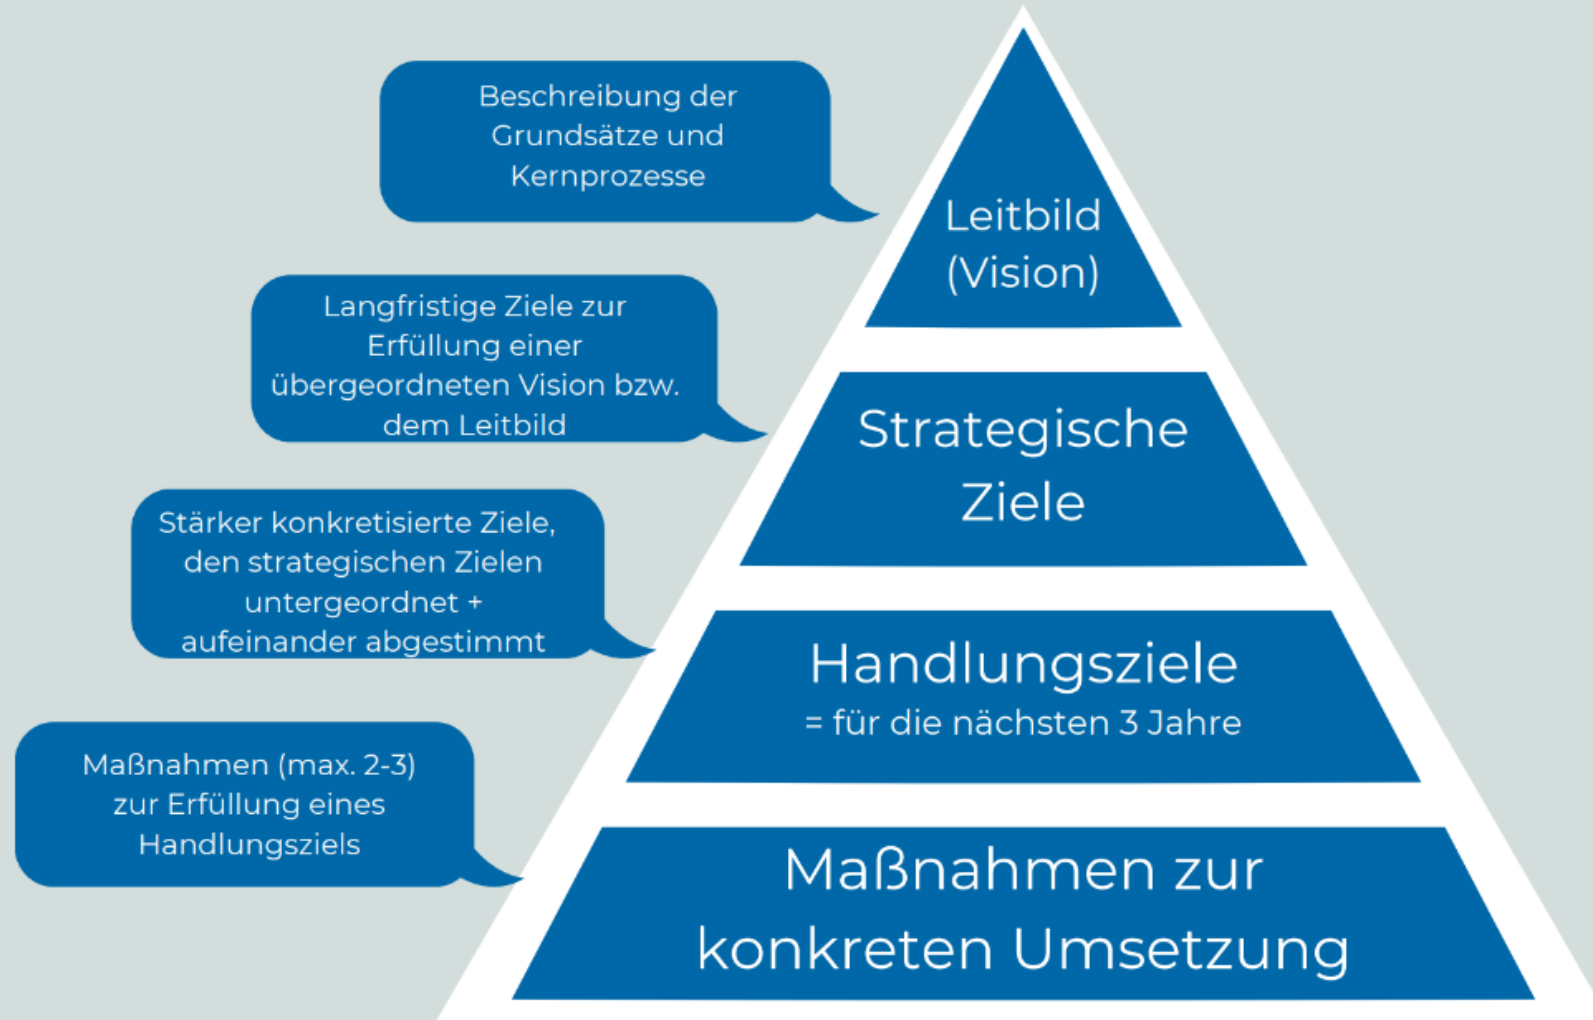 Beschreibung der
Grundsätze und
Kernprozesse
Leitbild
(Vision)
Langfristige Ziele zur
Erfüllung einer
übergeordneten Vision bzw.
dem Leitbild
Strategische
Ziele
Stärker konkretisierte Ziele,
den strategischen Zielen
untergeordnet +
aufeinander abgestimmt
Handlungsziele
= für die nächsten 3 Jahre
Maßnahmen (max. 2-3)
zur Erfüllung eines
Handlungsziels
Maßnahmen zur
konkreten Umsetzung